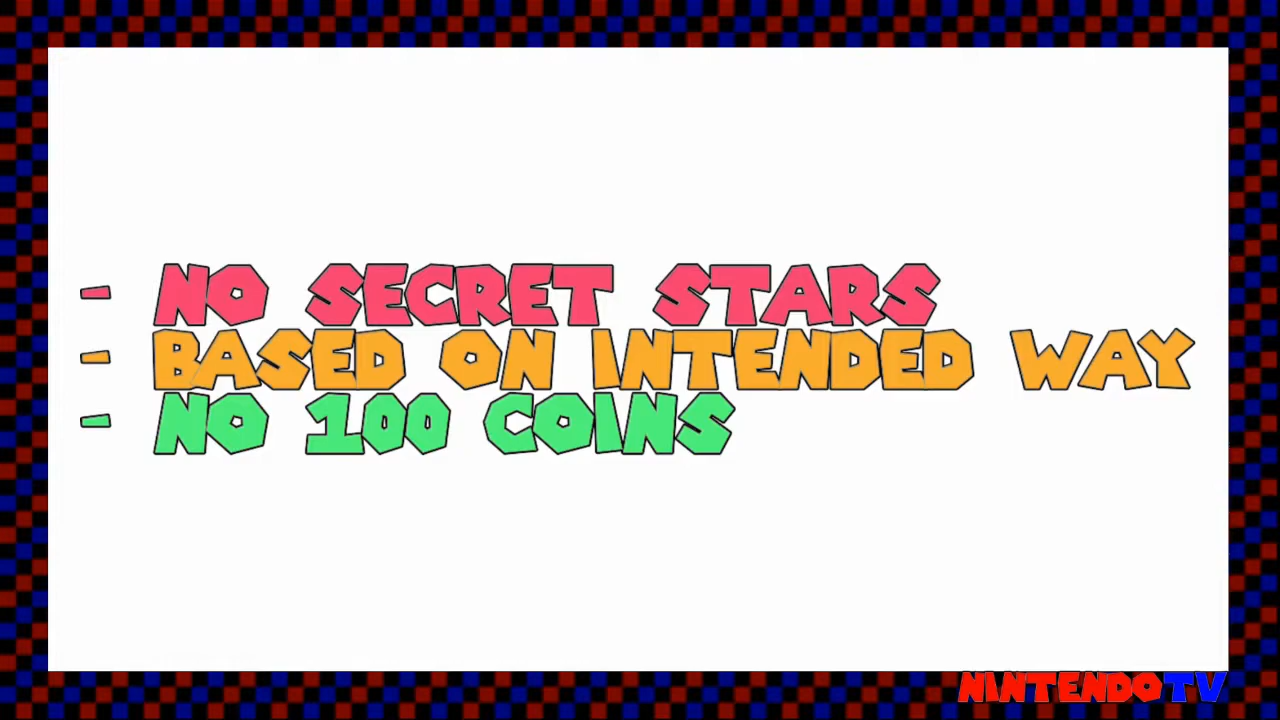 - NO SECRET STARS
- BASED ON INTENDED WAY
- NO 100 COINS
NINTENDOTV